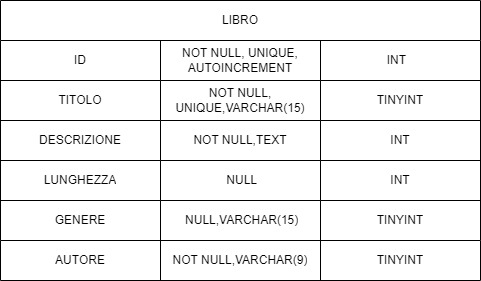 LIBRO
ID
NOT NULL, UNIQUE,
AUTOINCREMENT
INT
TITOLO
NOT NULL,
UNIQUE,VARCHAR(15)
TINYINT
DESCRIZIONE
NOT NULL,TEXT
INT
LUNGHEZZA
NULL
INT
GENERE
NULL,VARCHAR(15)
TINYINT
AUTORE
NOT NULL,VARCHAR(9)
TINYINT